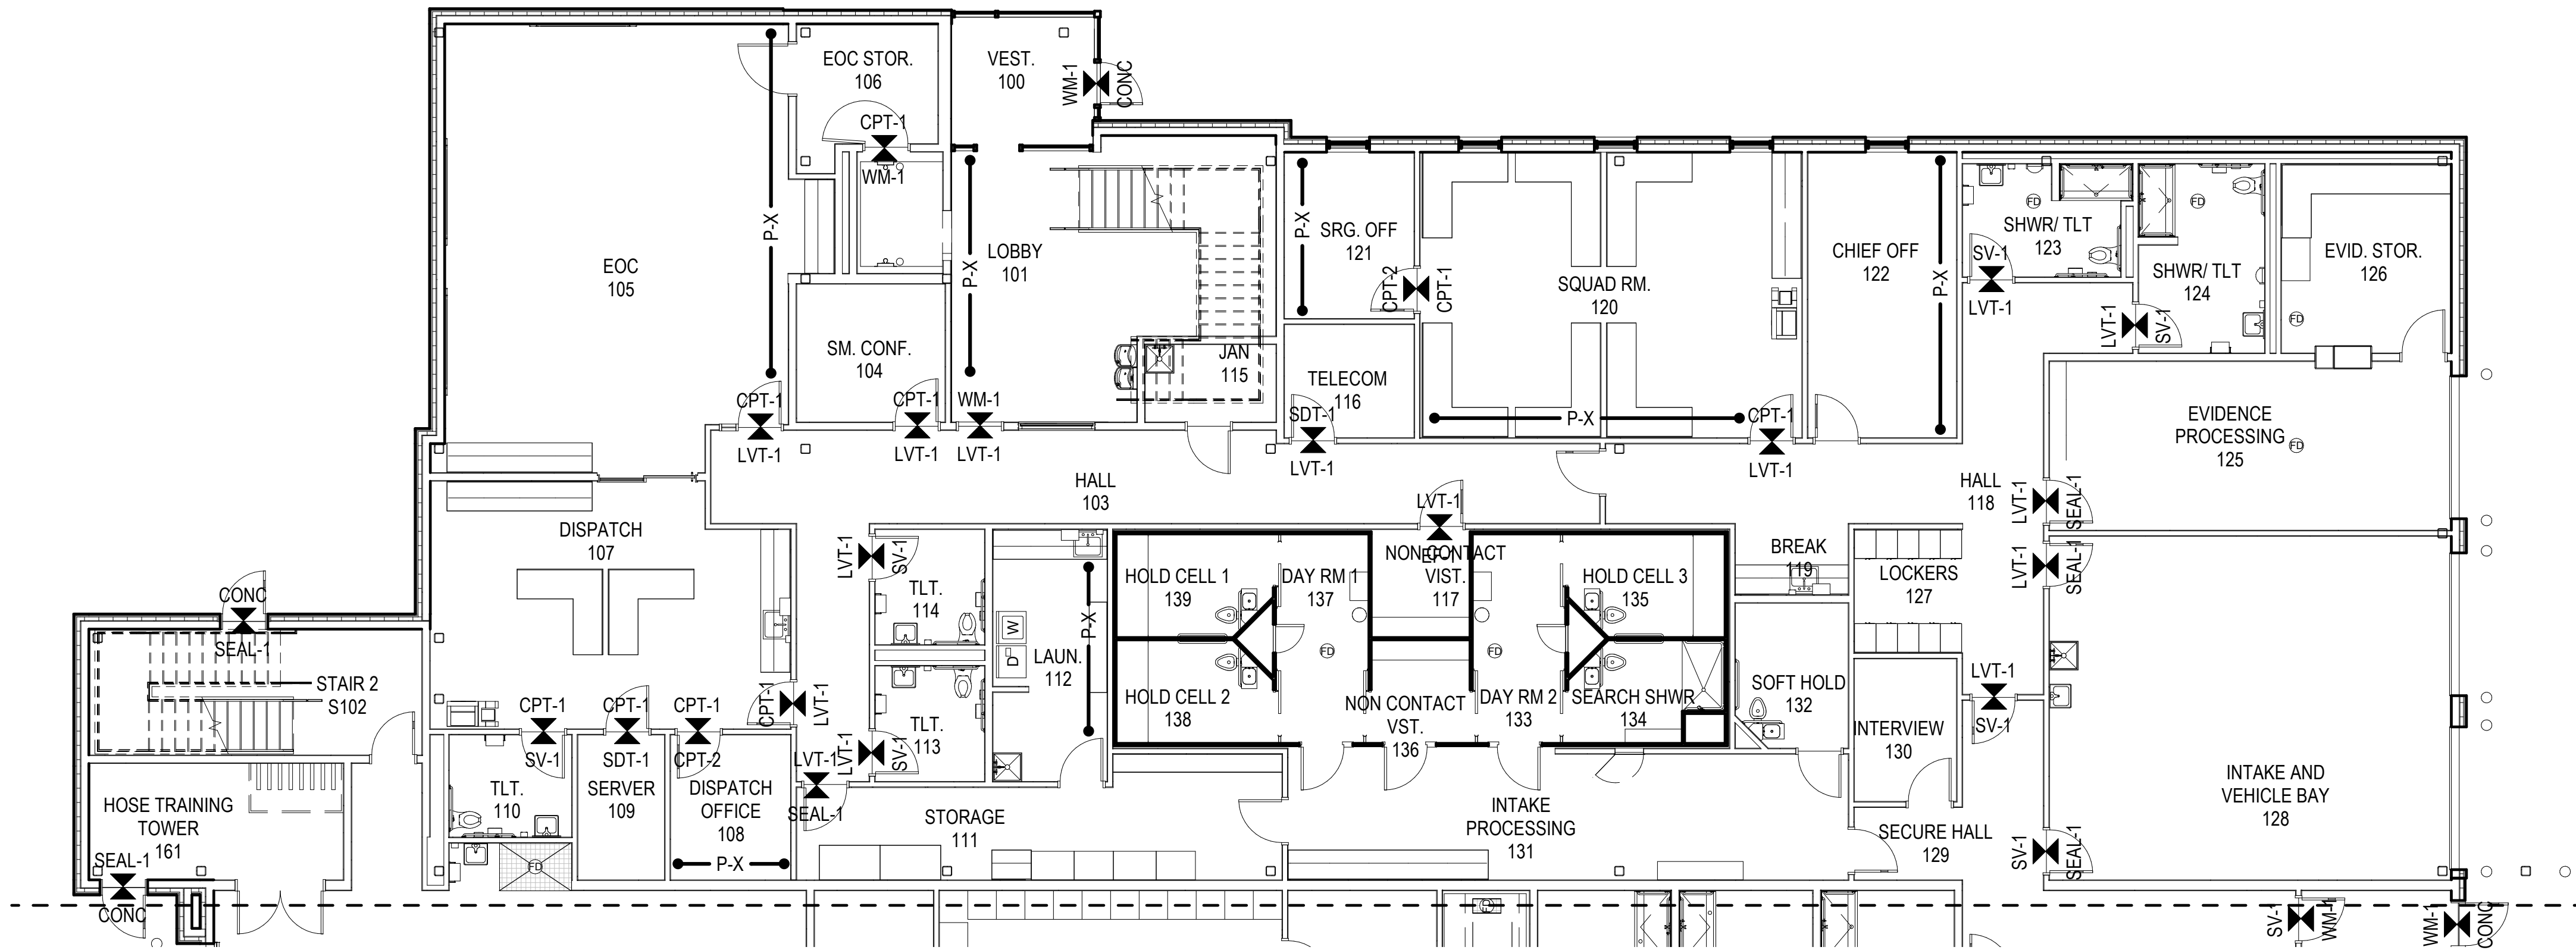 EOC STOR.
106
VEST.
100
WM-1
CONC
CPT-1
WM-1
P-X
EOC
105
P-X
LOBBY
101
P-X
SRG. OFF
121
CPT-2
CPT-1
SQUAD RM.
120
CHIEF OFF
122
P-X
FD
SHWR/ TLT
123
SV-1
LVT-1
FD
SHWR/ TLT
124
LVT-1
SV-1
EVID. STOR.
126
FD
SM. CONF.
104
JAN
115
TELECOM
116
CPT-1
LVT-1
CPT-1
LVT-1
WM-1
LVT-1
SDT-1
LVT-1
P-X
CPT-1
LVT-1
EVIDENCE
PROCESSING
125
FD
HALL
103
HALL
118
LVT-1
SEAL-1
LVT-1
EF-1
DISPATCH
107
LVT-1
SV-1
TLT.
114
W
D
LAUN.
112
P-X
HOLD CELL 1
139
DAY RM 1
137
FD
NON CONTACT
VIST.
117
HOLD CELL 3
135
FD
BREAK
119
LOCKERS
127
LVT-1
SEAL-1
CONC
SEAL-1
STAIR 2
S102
HOLD CELL 2
138
NON CONTACT
VST.
136
DAY RM 2
133
SEARCH SHWR
134
SOFT HOLD
132
INTERVIEW
130
LVT-1
SV-1
CPT-1
SV-1
CPT-1
SDT-1
CPT-1
CPT-2
CPT-1
LVT-1
TLT.
113
LVT-1
SV-1
LVT-1
SEAL-1
TLT.
110
SERVER
109
DISPATCH
OFFICE
108
P-X
FD
HOSE TRAINING
TOWER
161
SEAL-1
CONC
STORAGE
111
INTAKE
PROCESSING
131
SECURE HALL
129
SV-1
SEAL-1
INTAKE AND
VEHICLE BAY
128
SV-1
WM-1
WM-1
CONC